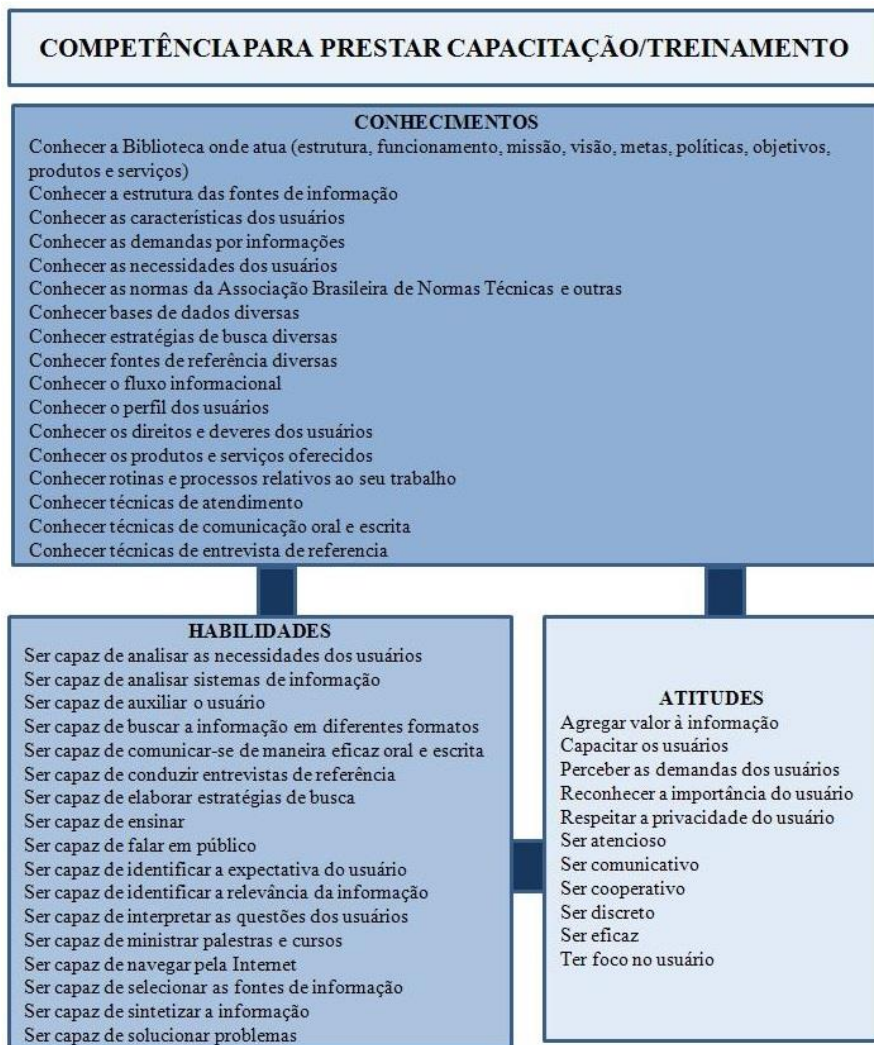 COMPETÊNCIA PARA PRESTAR CAPACITAÇÃO/TREINAMENTO
CONHECIMENTOS
Conhecer a Biblioteca onde atua (estrutura, funcionamento, missão, visão, metas, políticas, objetivos,
produtos e serviços)
Conhecer a estrutura das fontes de informação
Conhecer as características dos usuários
Conhecer as demandas por informações
Conhecer as necessidades dos usuários
Conhecer as normas da Associação Brasileira de Normas Técnicas e outras
Conhecer bases de dados diversas
Conhecer estratégias de busca diversas
Conhecer fontes de referência diversas
Conhecer o fluxo informacional
Conhecer o perfil dos usuários
Conhecer os direitos e deveres dos usuários
Conhecer os produtos e serviços oferecidos
Conhecer rotinas e processos relativos ao seu trabalho
Conhecer técnicas de atendimento
Conhecer técnicas de comunicação oral e escrita
Conhecer técnicas de entrevista de referencia
HABILIDADES
Ser capaz de analisar as necessidades dos usuários
Ser capaz de analisar sistemas de informação
Ser capaz de auxiliar o usuário
Ser capaz de buscar a informação em diferentes formatos
Ser capaz de comunicar-se de maneira eficaz oral e escrita
Ser capaz de conduzir entrevistas de referência
Ser capaz de elaborar estratégias de busca
Ser capaz de ensinar
Ser capaz de falar em público
Ser capaz de identificar a expectativa do usuário
Ser capaz de identificar a relevância da informação
Ser capaz de interpretar as questões dos usuários
Ser capaz de ministrar palestras e cursos
Ser capaz de navegar pela Internet
Ser capaz de selecionar as fontes de informação
Ser capaz de sintetizar a informação
Ser capaz de solucionar problemas
ATITUDES
Agregar valor à informação
Capacitar os usuários
Perceber as demandas dos usuários
Reconhecer a importância do usuário
Respeitar a privacidade do usuário
Ser atencioso
Ser comunicativo
Ser cooperativo
Ser discreto
Ser eficaz
Ter foco no usuário